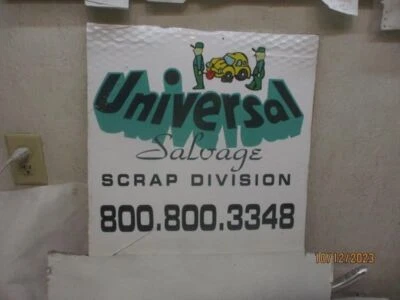 Universal
Salvage
SCRAP DIVISION
800.800.3348
10/12/2023